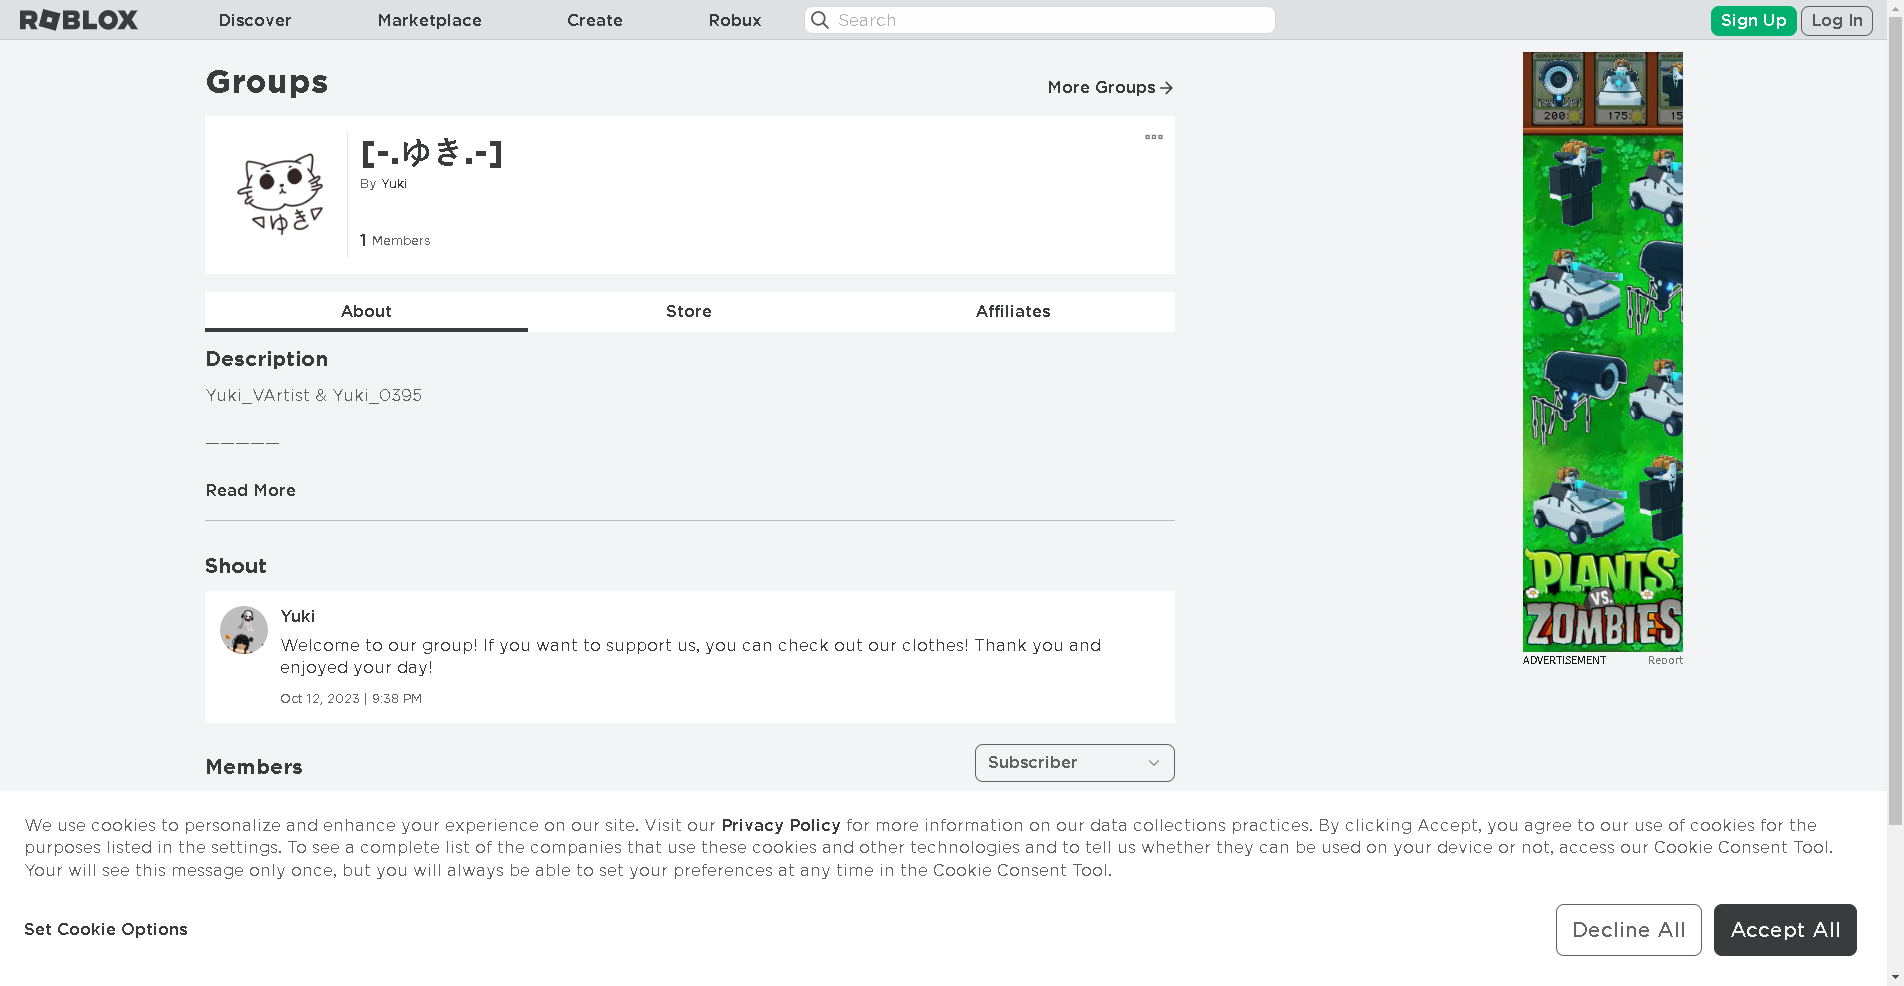 ROBLOX
Discover
Marketplace
Create
Robux
Search
Sign Up
Log In
Groups
More Groups
[-.ゆき.-]
By Yuki
1 Members
ゆき
About
Store
Affiliates
Description
Yuki_VArtist & Yuki_0395
—————
Read More
Shout
Yuki
Welcome to our group! If you want to support us, you can check out our clothes! Thank you and
enjoyed your day!
Oct 12, 2023 | 9:38 PM
Members
Subscriber
200
175
15
PLANTS
VS.
ZOMBIES
ADVERTISEMENT
Report
We use cookies to personalize and enhance your experience on our site. Visit our Privacy Policy for more information on our data collections practices. By clicking Accept, you agree to our use of cookies for the
purposes listed in the settings. To see a complete list of the companies that use these cookies and other technologies and to tell us whether they can be used on your device or not, access our Cookie Consent Tool.
Your will see this message only once, but you will always be able to set your preferences at any time in the Cookie Consent Tool.
Set Cookie Options
Decline All
Accept All